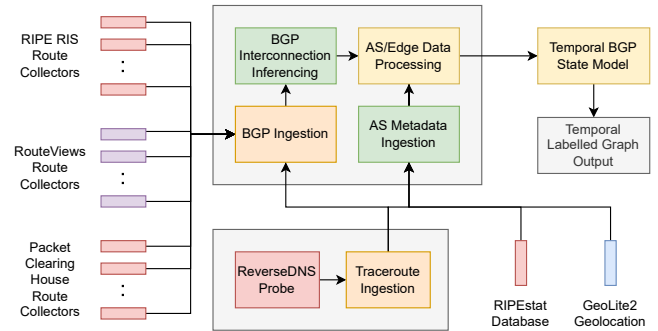 RIPE RIS
Route
Collectors
:
RouteViews
Route
Collectors
:
Packet
Clearing
House
Route
Collectors
:
BGP
Interconnection
Inferencing
AS/Edge Data
Processing
BGP Ingestion
AS Metadata
Ingestion
Temporal BGP
State Model
Temporal
Labelled Graph
Output
ReverseDNS
Probe
Traceroute
Ingestion
RIPEstat
Database
GeoLite2
Geolocation